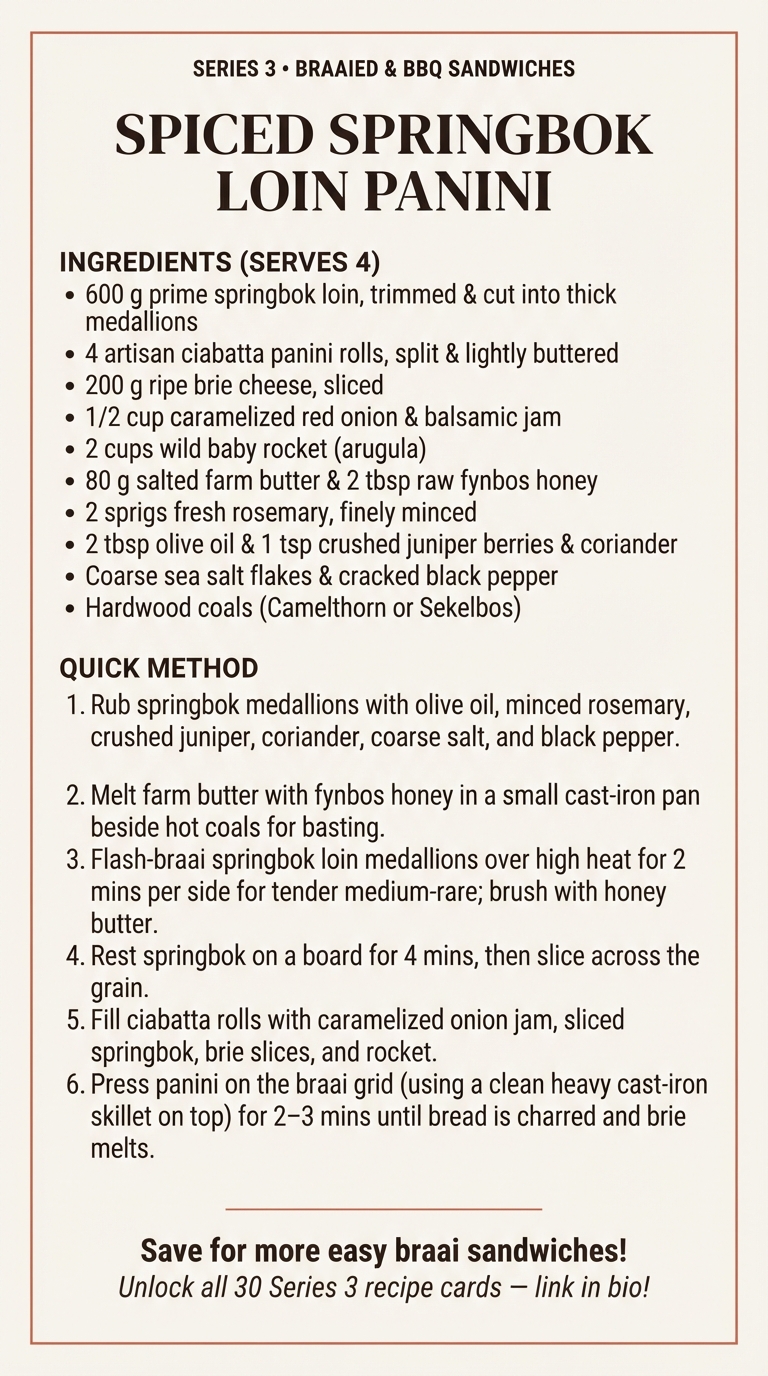 SERIES 3 • BRAAIED & BBQ SANDWICHES
SPICED SPRINGBOK
LOIN PANINI
INGREDIENTS (SERVES 4)
• 600 g prime springbok loin, trimmed & cut into thick
medallions
• 4 artisan ciabatta panini rolls, split & lightly buttered
• 200 g ripe brie cheese, sliced
• 1/2 cup caramelized red onion & balsamic jam
• 2 cups wild baby rocket (arugula)
• 80 g salted farm butter & 2 tbsp raw fynbos honey
• 2 sprigs fresh rosemary, finely minced
• 2 tbsp olive oil & 1 tsp crushed juniper berries & coriander
• Coarse sea salt flakes & cracked black pepper
• Hardwood coals (Camelthorn or Sekelbos)
QUICK METHOD
1. Rub springbok medallions with olive oil, minced rosemary,
crushed juniper, coriander, coarse salt, and black pepper.
2. Melt farm butter with fynbos honey in a small cast-iron pan
beside hot coals for basting.
3. Flash-braai springbok loin medallions over high heat for 2
mins per side for tender medium-rare; brush with honey
butter.
4. Rest springbok on a board for 4 mins, then slice across the
grain.
5. Fill ciabatta rolls with caramelized onion jam, sliced
springbok, brie slices, and rocket.
6. Press panini on the braai grid (using a clean heavy cast-iron
skillet on top) for 2–3 mins until bread is charred and brie
melts.
Save for more easy braai sandwiches!
Unlock all 30 Series 3 recipe cards — link in bio!